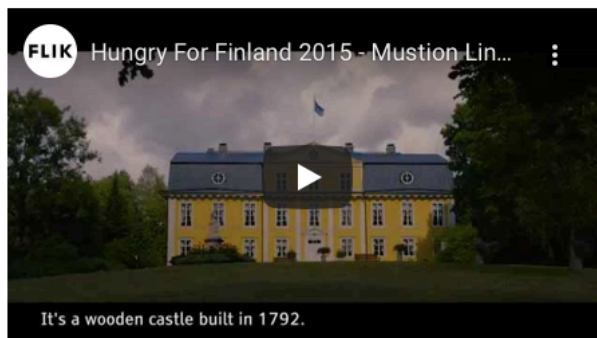 FLIK
Hungry For Finland 2015 - Mustion Lin...
It's a wooden castle built in 1792.